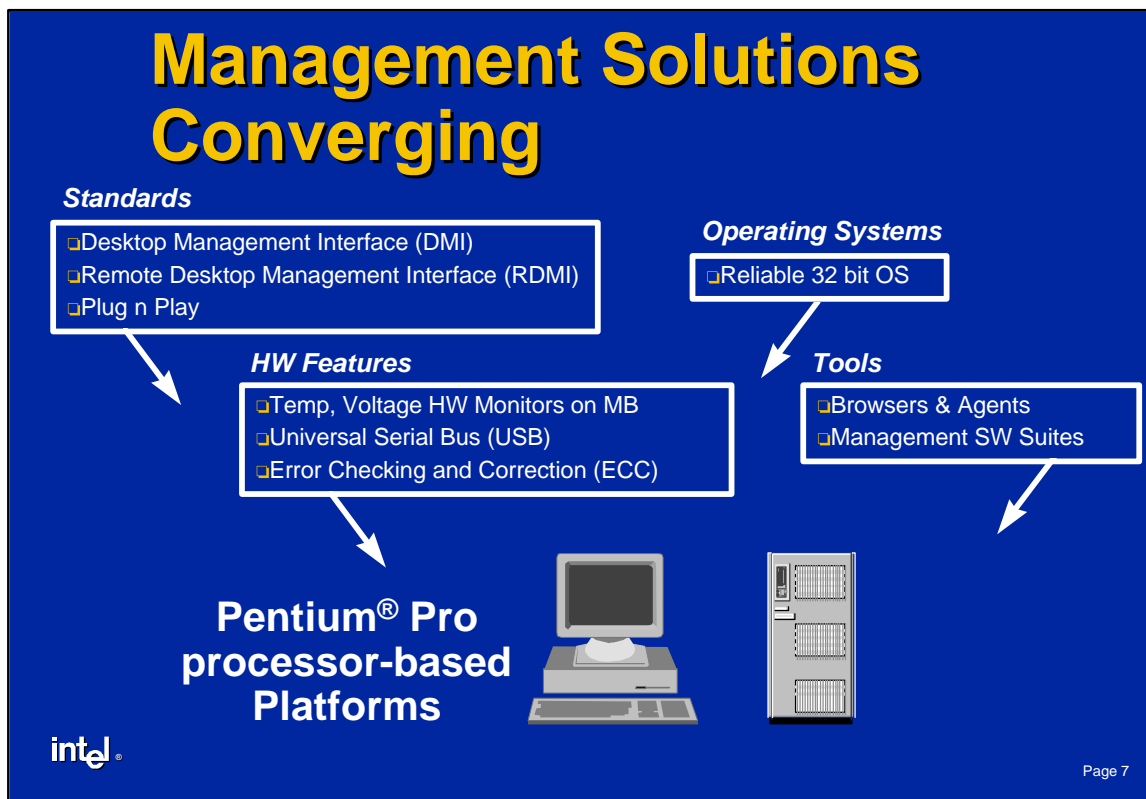 Management Solutions
Converging
Standards
❏Desktop Management Interface (DMI)
❏Remote Desktop Management Interface (RDMI)
❏Plug n Play
Operating Systems
❏Reliable 32 bit OS
HW Features
❏Temp, Voltage HW Monitors on MB
❏Universal Serial Bus (USB)
❏Error Checking and Correction (ECC)
Tools
❏Browsers & Agents
❏Management SW Suites
Pentium® Pro
processor-based
Platforms
intel®
Page 7